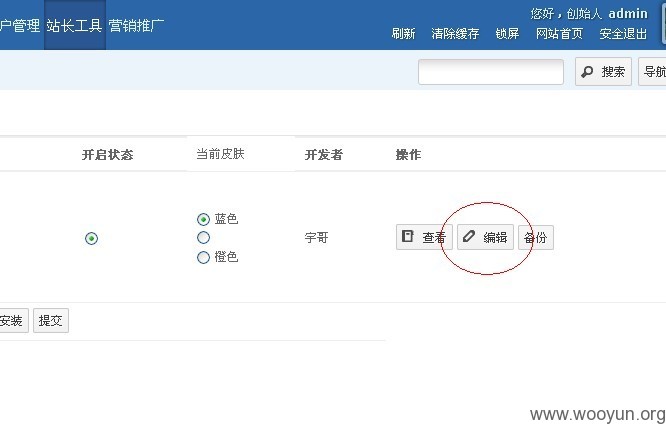 您好，创始人 admin
户管理 站长工具 营销推广
刷新 清除缓存 锁屏 网站首页 安全退出
搜索 导航
开启状态 当前皮肤 开发者 操作
蓝色
宇哥 查看 编辑 备份
橙色
安装 提交
www.wooyun.org